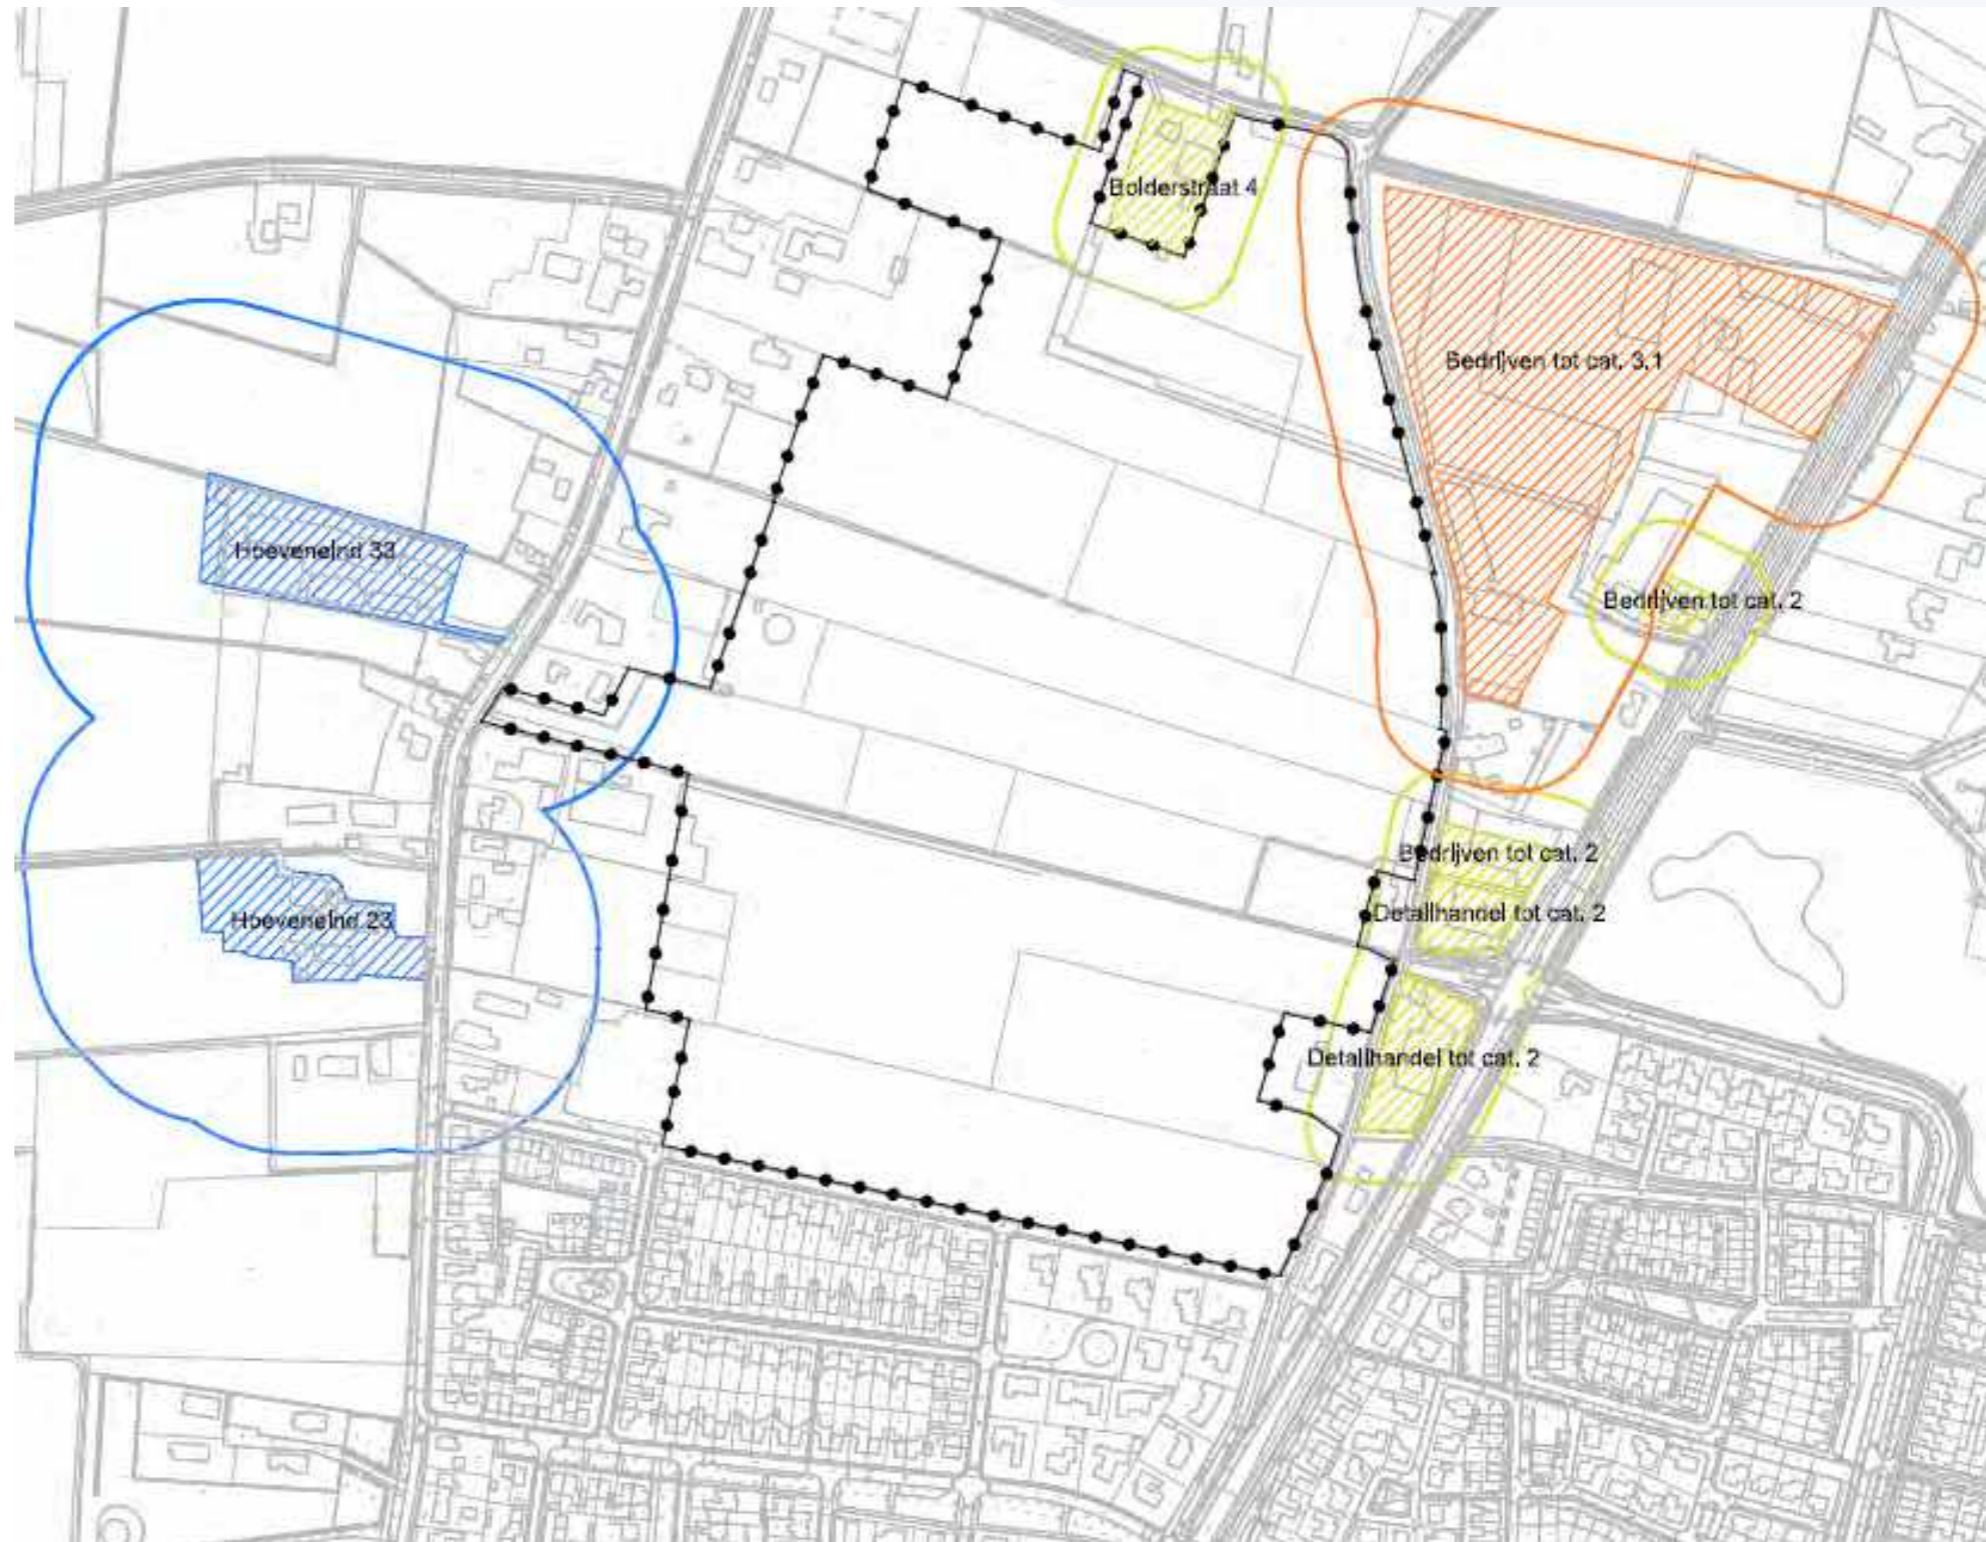 Bolderstraat 4
Bedrijven tot cat. 3.1
Hoeveneind 33
Bedrijven tot cat. 2
Bedrijven tot cat. 2
Detailhandel tot cat. 2
Hoeveneind 23
Detailhandel tot cat. 2